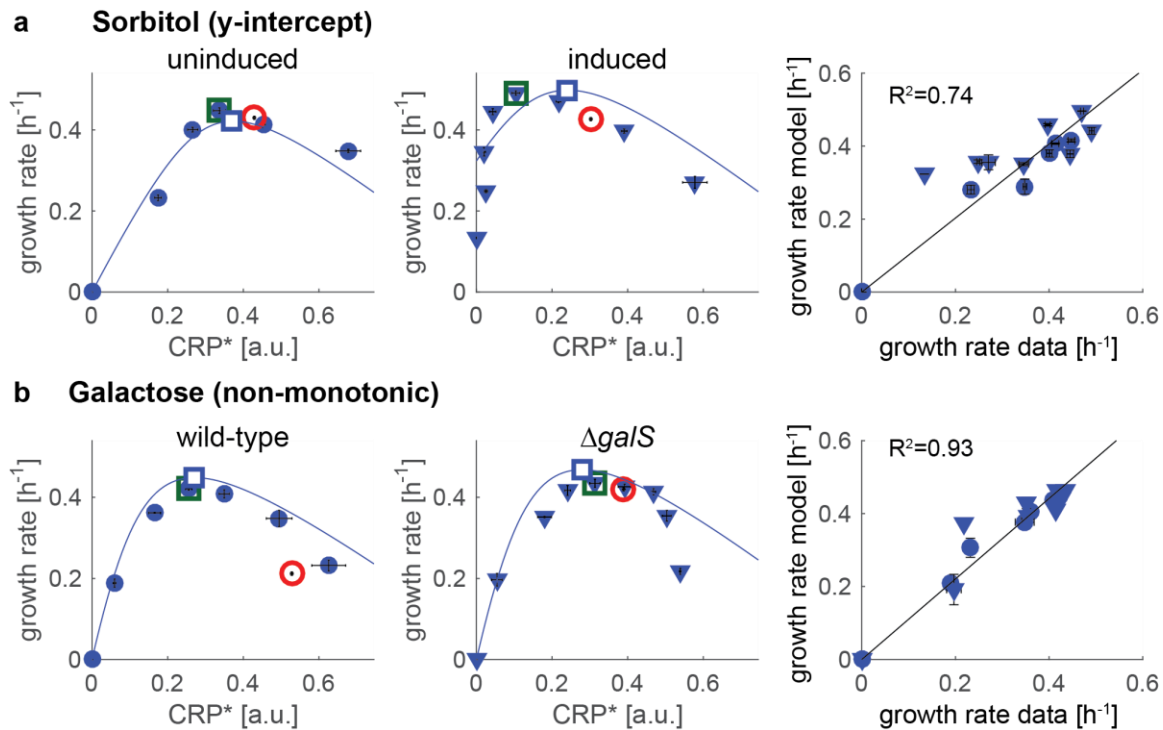 a Sorbitol (y-intercept)
uninduced
induced
growth rate [h-1]
0.4
0.2
0
0 0.2 0.4 0.6
CRP* [a.u.]
growth rate [h-1]
0.4
0.2
0
0 0.2 0.4 0.6
CRP* [a.u.]
growth rate model [h-1]
R²=0.74
0.6
0.4
0.2
0
0 0.2 0.4 0.6
growth rate data [h-1]
b Galactose (non-monotonic)
wild-type
ΔgalS
growth rate [h-1]
0.4
0.2
0
0 0.2 0.4 0.6
CRP* [a.u.]
growth rate [h-1]
0.4
0.2
0
0 0.2 0.4 0.6
CRP* [a.u.]
growth rate model [h-1]
R²=0.93
0.6
0.4
0.2
0
0 0.2 0.4 0.6
growth rate data [h-1]